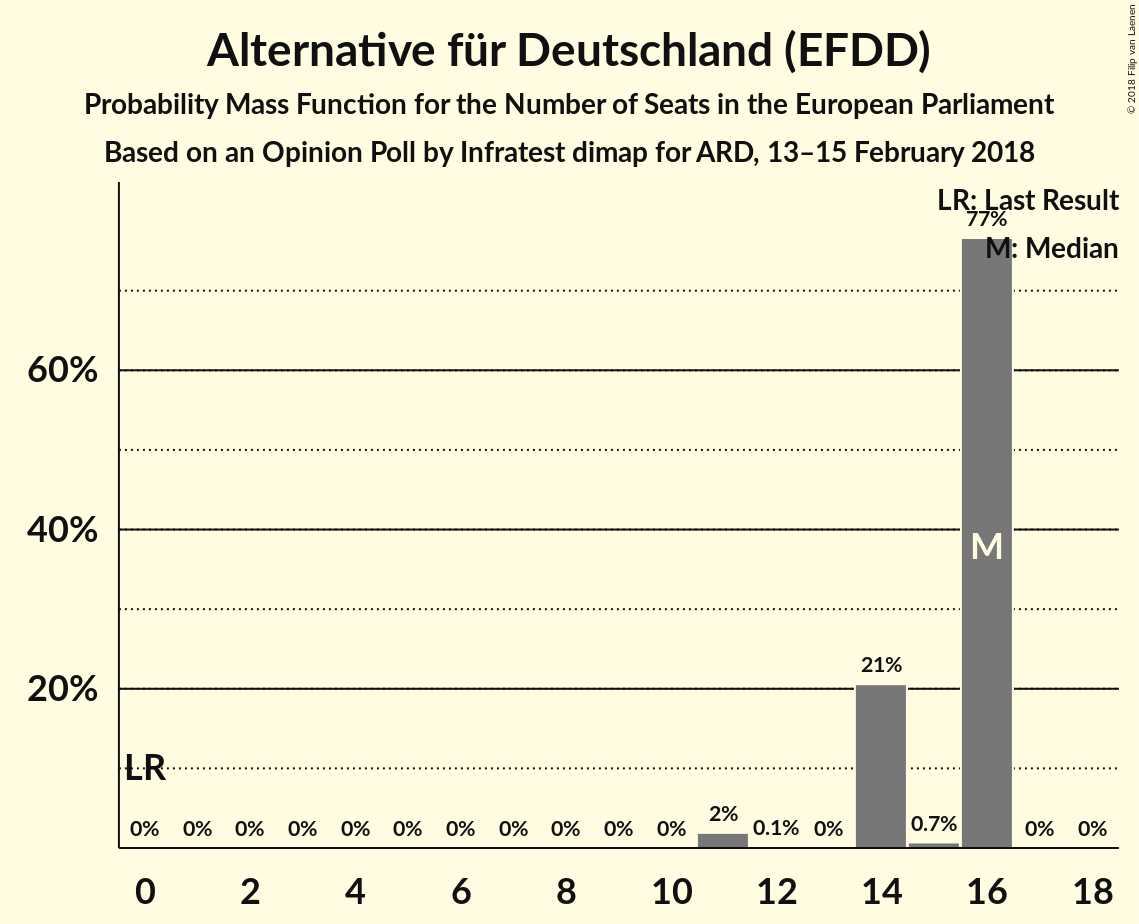 Alternative für Deutschland (EFDD)
Probability Mass Function for the Number of Seats in the European Parliament
Based on an Opinion Poll by Infratest dimap for ARD, 13–15 February 2018
© 2018 Filip van Laenen
LR: Last Result
77%
M: Median
60%
40%
M
21%
20%
LR
0% 0% 0% 0% 0% 0% 0% 0% 0% 0% 0% 2% 0.1% 0% 0.7% 0% 0%
0 2 4 6 8 10 12 14 16 18